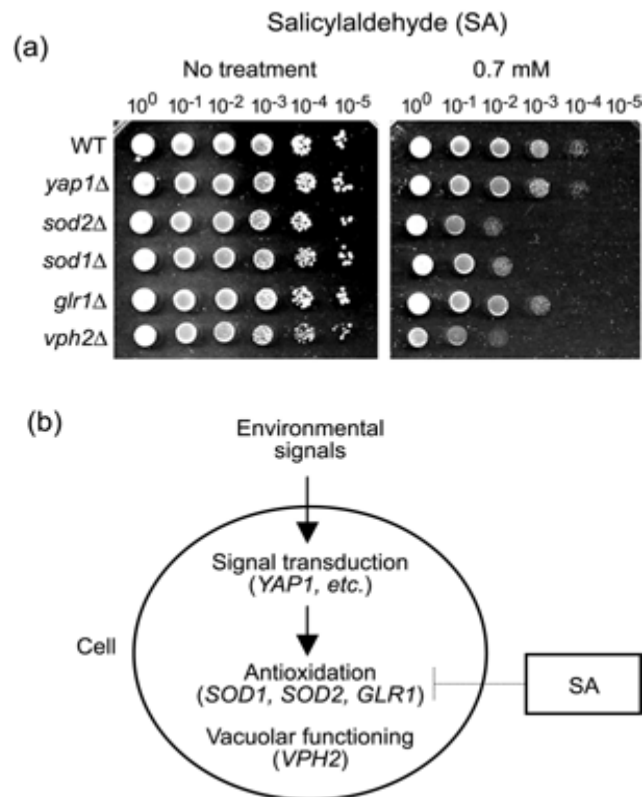 Salicylaldehyde (SA)
(a)
No treatment 0.7 mM
10⁰ 10⁻¹ 10⁻² 10⁻³ 10⁻⁴ 10⁻⁵ 10⁰ 10⁻¹ 10⁻² 10⁻³ 10⁻⁴ 10⁻⁵
WT
yap1Δ
sod2Δ
sod1Δ
glr1Δ
vph2Δ
(b)
Environmental
signals
Signal transduction
(YAP1, etc.)
Cell
Antioxidation
(SOD1, SOD2, GLR1)
SA
Vacuolar functioning
(VPH2)